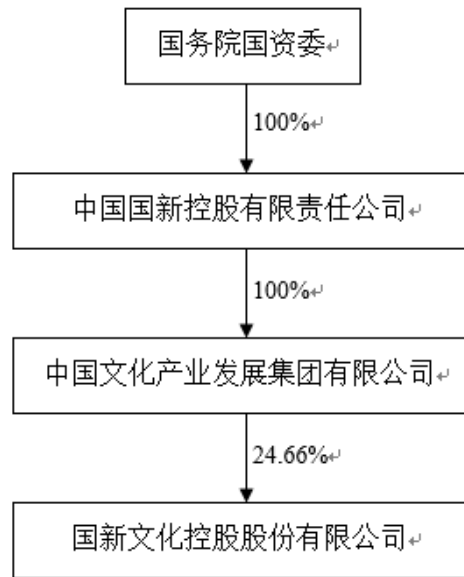 国务院国资委
100%
中国国新控股有限责任公司
100%
中国文化产业发展集团有限公司
24.66%
国新文化控股股份有限公司